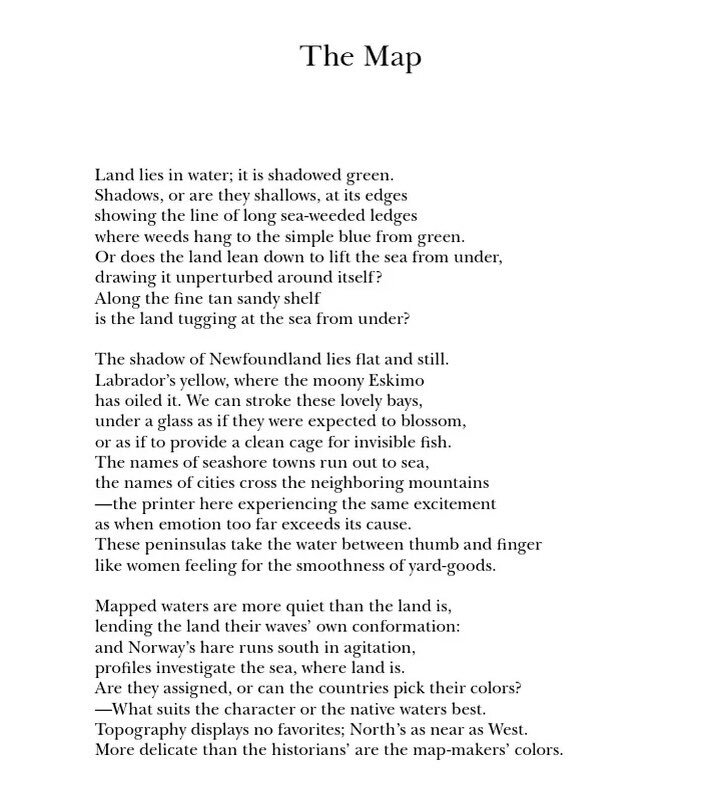 The Map
Land lies in water; it is shadowed green.
Shadows, or are they shallows, at its edges
showing the line of long sea-weeded ledges
where weeds hang to the simple blue from green.
Or does the land lean down to lift the sea from under,
drawing it unperturbed around itself?
Along the fine tan sandy shelf
is the land tugging at the sea from under?
The shadow of Newfoundland lies flat and still.
Labrador’s yellow, where the moony Eskimo
has oiled it. We can stroke these lovely bays,
under a glass as if they were expected to blossom,
or as if to provide a clean cage for invisible fish.
The names of seashore towns run out to sea,
the names of cities cross the neighboring mountains
—the printer here experiencing the same excitement
as when emotion too far exceeds its cause.
These peninsulas take the water between thumb and finger
like women feeling for the smoothness of yard-goods.
Mapped waters are more quiet than the land is,
lending the land their waves’ own conformation:
and Norway’s hare runs south in agitation,
profiles investigate the sea, where land is.
Are they assigned, or can the countries pick their colors?
—What suits the character or the native waters best.
Topography displays no favorites; North’s as near as West.
More delicate than the historians’ are the map-makers’ colors.